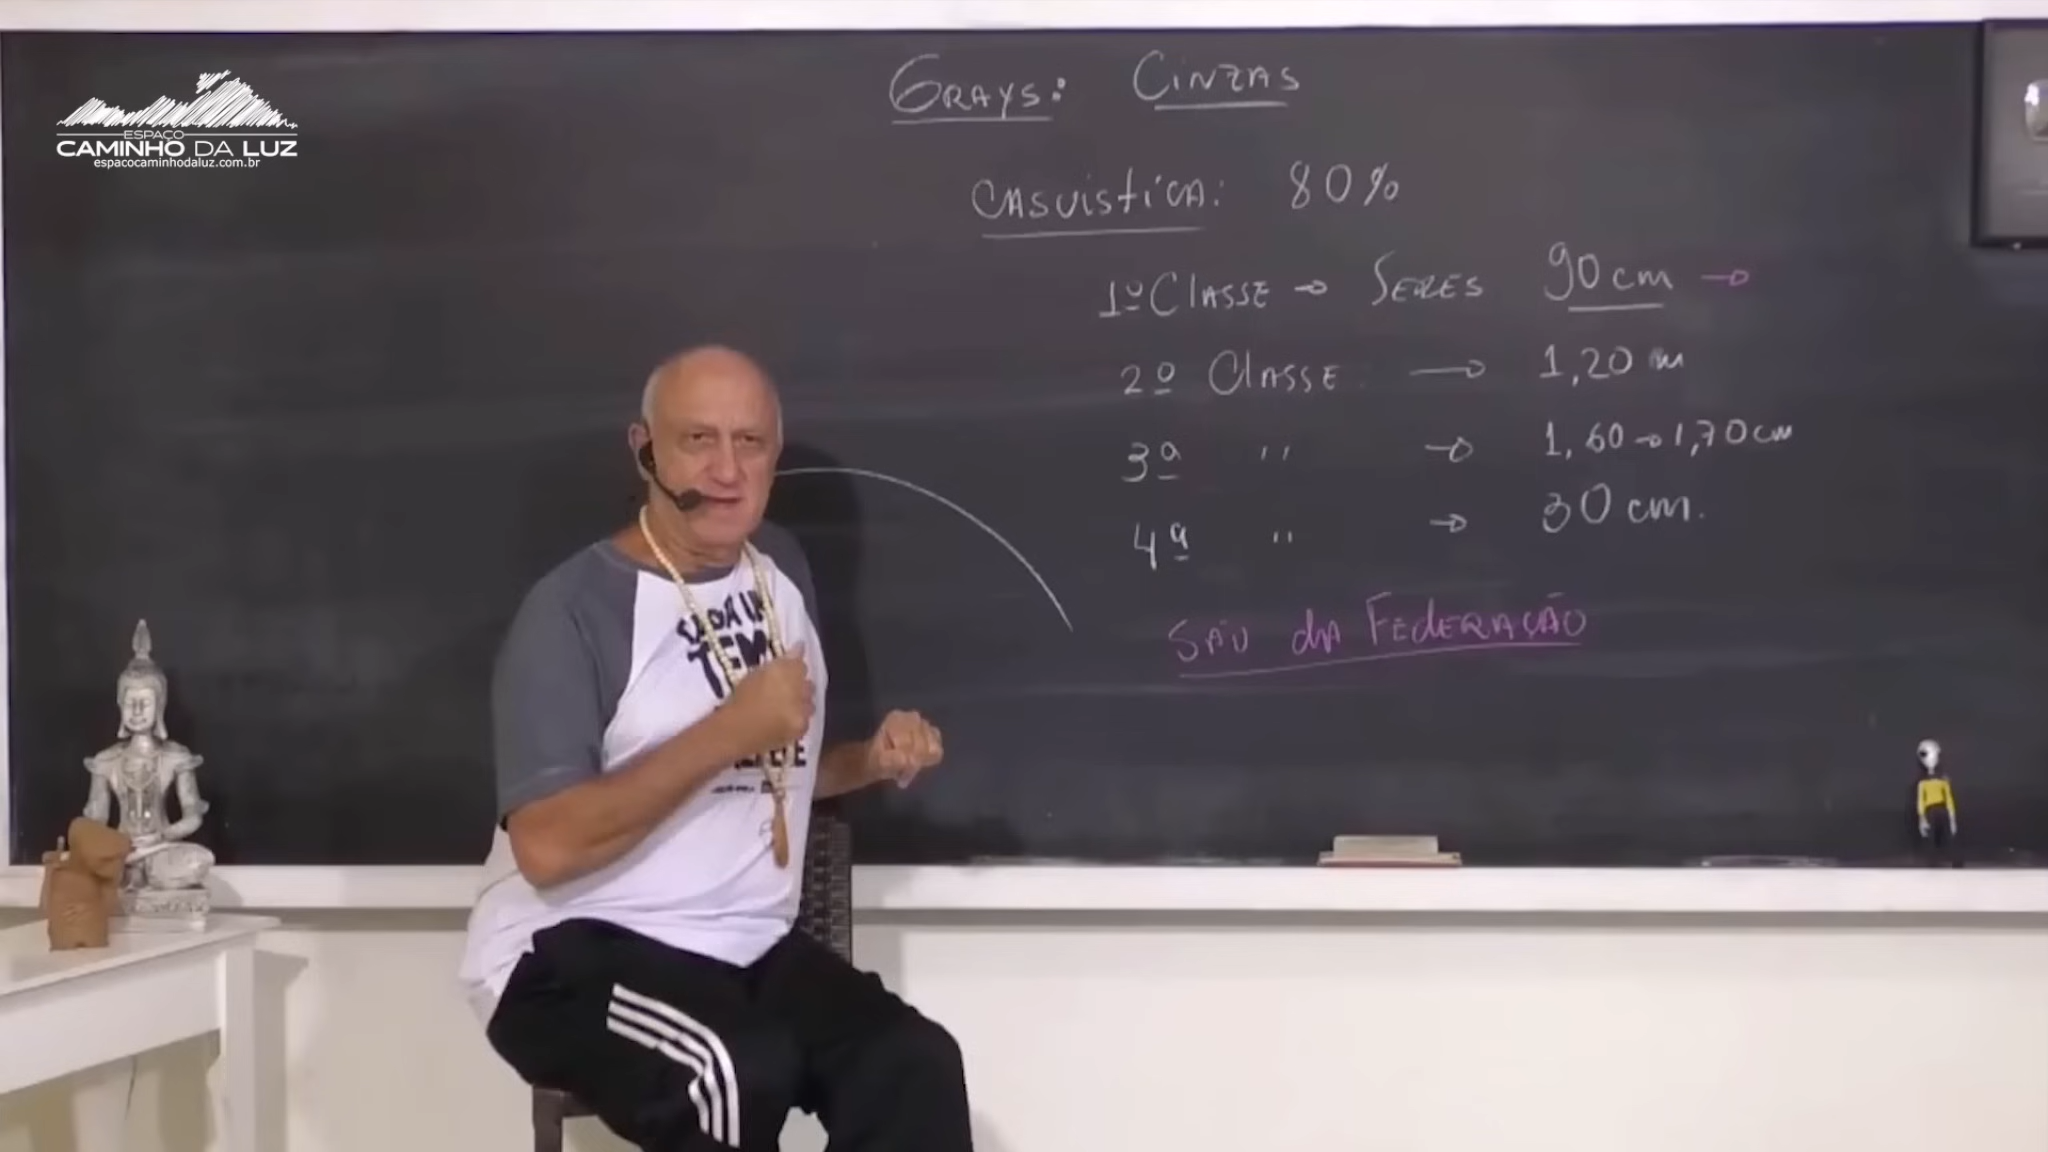 ESPAÇO
CAMINHO DA LUZ
espacocaminhodaluz.com.br
GRAYS: CINZAS
CASUISTICA: 80%
1º CLASSE → SERES 90 cm →
2º CLASSE → 1,20 m
3ª " → 1,60 → 1,70 cm
4ª " → 30 cm.
SÃO dA FEDERAÇÃO
TEM